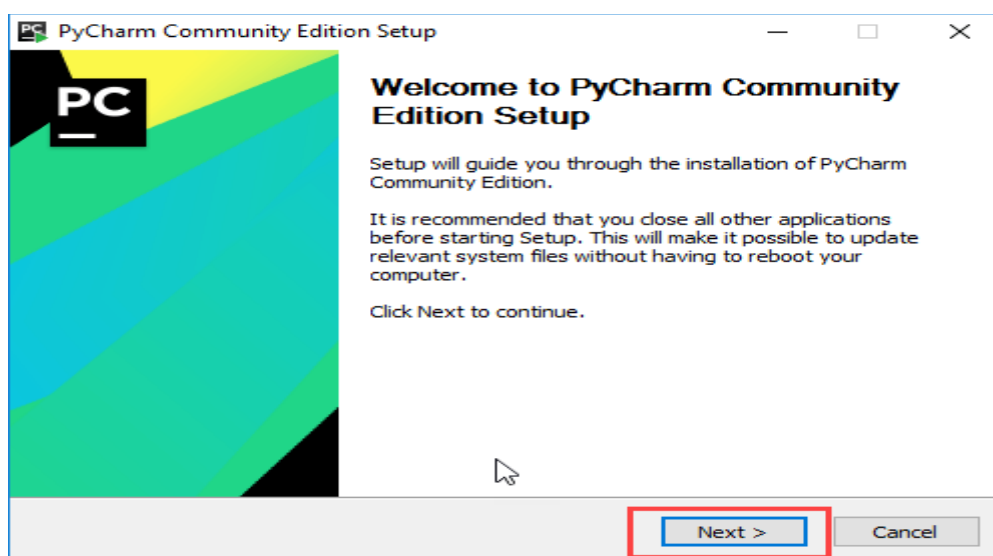 PyCharm Community Edition Setup
PC
Welcome to PyCharm Community
Edition Setup
Setup will guide you through the installation of PyCharm
Community Edition.
It is recommended that you close all other applications
before starting Setup. This will make it possible to update
relevant system files without having to reboot your
computer.
Click Next to continue.
Next >
Cancel